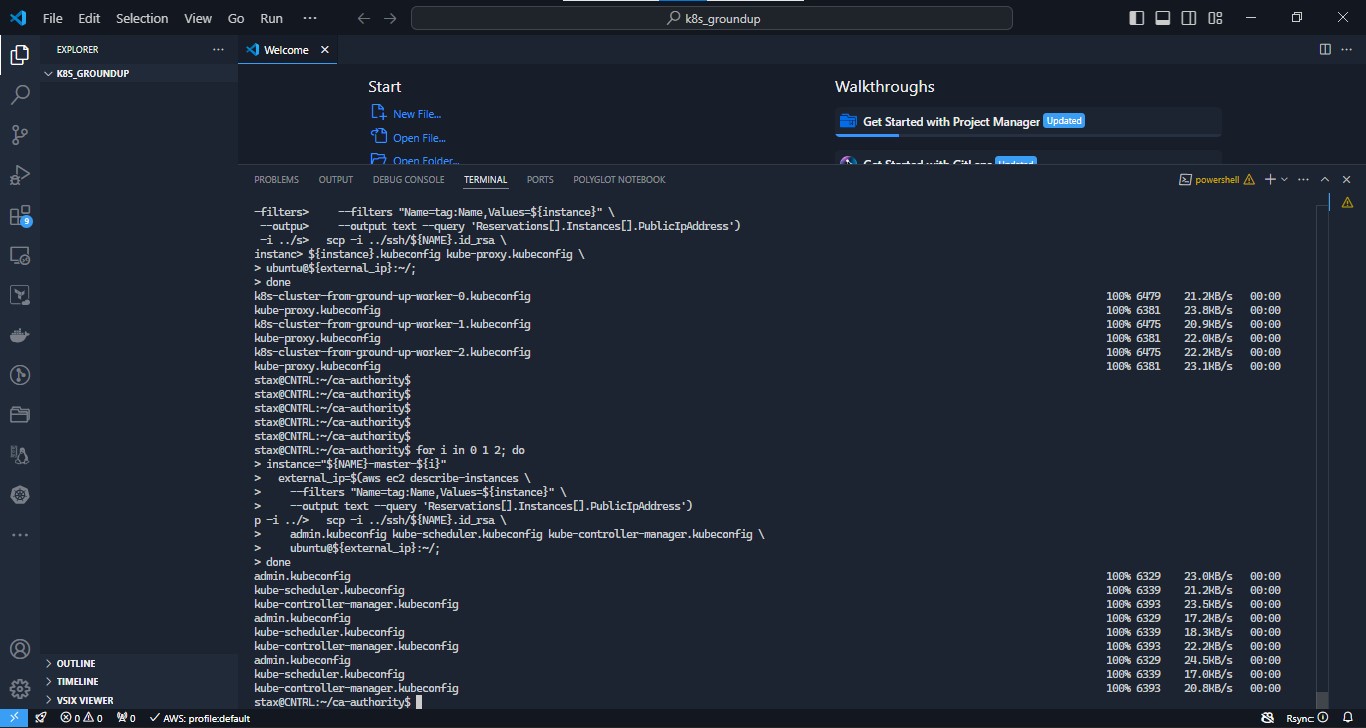 File Edit Selection View Go Run ··· k8s_groundup
EXPLORER ···
K8S_GROUNDUP
Welcome
Start
New File...
Open File...
Open Folder...
Walkthroughs
Get Started with Project Manager Updated
Get Started with GitLens Updated
PROBLEMS OUTPUT DEBUG CONSOLE TERMINAL PORTS POLYGLOT NOTEBOOK powershell
-filters>     --filters "Name=tag:Name,Values=${instance}" \
 --outpu>     --output text --query 'Reservations[].Instances[].PublicIpAddress')
 -i ../s>   scp -i ../ssh/${NAME}.id_rsa \
instanc> ${instance}.kubeconfig kube-proxy.kubeconfig \
> ubuntu@${external_ip}:~/;
> done
k8s-cluster-from-ground-up-worker-0.kubeconfig 100% 6479 21.2KB/s 00:00
kube-proxy.kubeconfig 100% 6381 23.8KB/s 00:00
k8s-cluster-from-ground-up-worker-1.kubeconfig 100% 6475 20.9KB/s 00:00
kube-proxy.kubeconfig 100% 6381 22.0KB/s 00:00
k8s-cluster-from-ground-up-worker-2.kubeconfig 100% 6475 22.2KB/s 00:00
kube-proxy.kubeconfig 100% 6381 23.1KB/s 00:00
stax@CNTRL:~/ca-authority$
stax@CNTRL:~/ca-authority$
stax@CNTRL:~/ca-authority$
stax@CNTRL:~/ca-authority$
stax@CNTRL:~/ca-authority$
stax@CNTRL:~/ca-authority$ for i in 0 1 2; do
> instance="${NAME}-master-${i}"
>   external_ip=$(aws ec2 describe-instances \
>     --filters "Name=tag:Name,Values=${instance}" \
>     --output text --query 'Reservations[].Instances[].PublicIpAddress')
p -i ../>   scp -i ../ssh/${NAME}.id_rsa \
>     admin.kubeconfig kube-scheduler.kubeconfig kube-controller-manager.kubeconfig \
>     ubuntu@${external_ip}:~/;
> done
admin.kubeconfig 100% 6329 23.0KB/s 00:00
kube-scheduler.kubeconfig 100% 6339 21.2KB/s 00:00
kube-controller-manager.kubeconfig 100% 6393 23.5KB/s 00:00
admin.kubeconfig 100% 6329 17.2KB/s 00:00
kube-scheduler.kubeconfig 100% 6339 18.3KB/s 00:00
kube-controller-manager.kubeconfig 100% 6393 22.2KB/s 00:00
admin.kubeconfig 100% 6329 24.5KB/s 00:00
kube-scheduler.kubeconfig 100% 6339 17.0KB/s 00:00
kube-controller-manager.kubeconfig 100% 6393 20.8KB/s 00:00
stax@CNTRL:~/ca-authority$
9
OUTLINE
TIMELINE
VSIX VIEWER
0 0 0 AWS: profile:default Rsync: